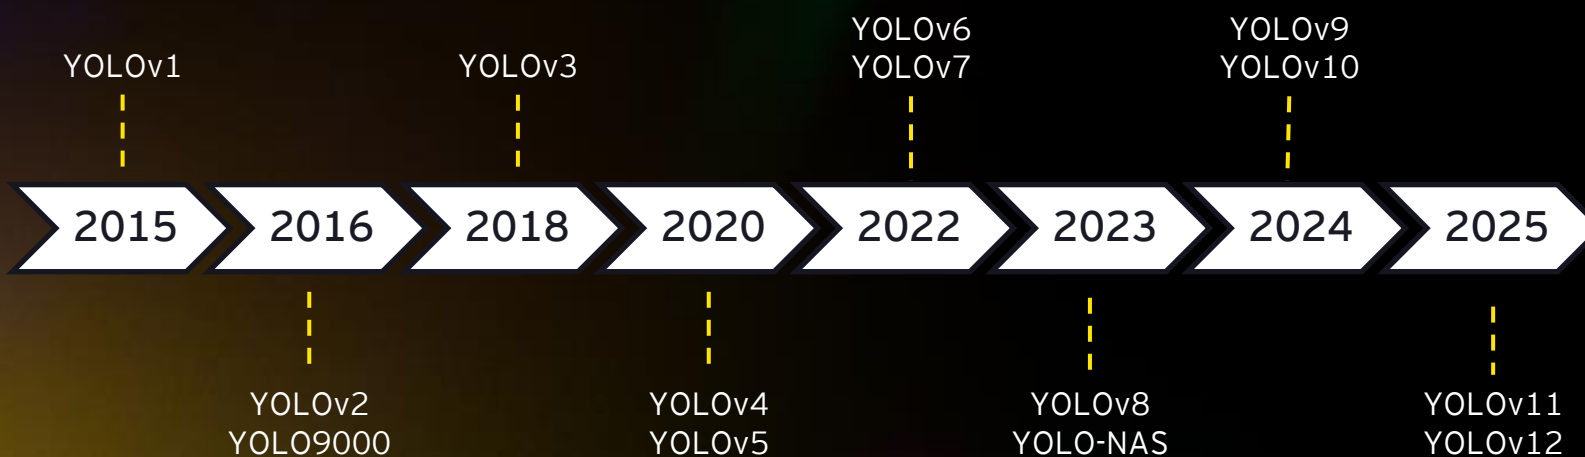 YOLOv6
YOLOv9
YOLOv1
YOLOv3
YOLOv7
YOLOv10
2015
2016
2018
2020
2022
2023
2024
2025
YOLOv2
YOLOv4
YOLOv8
YOLOv11
YOLO9000
YOLOv5
YOLO-NAS
YOLOv12